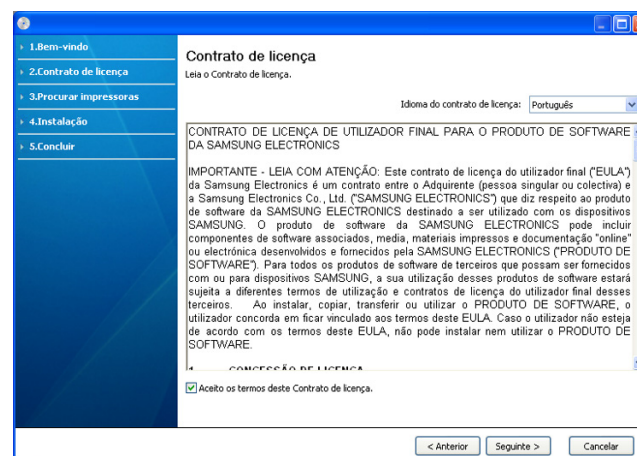 1.Bem-vindo
2.Contrato de licença
3.Procurar impressoras
4.Instalação
5.Concluir
Contrato de licença
Leia o Contrato de licença.
Idioma do contrato de licença: Português
CONTRATO DE LICENÇA DE UTILIZADOR FINAL PARA O PRODUTO DE SOFTWARE
DA SAMSUNG ELECTRONICS
IMPORTANTE - LEIA COM ATENÇÃO: Este contrato de licença do utilizador final ("EULA")
da Samsung Electronics é um contrato entre o Adquirente (pessoa singular ou colectiva) e
a Samsung Electronics Co., Ltd. ("SAMSUNG ELECTRONICS") que diz respeito ao produto
de software da SAMSUNG ELECTRONICS destinado a ser utilizado com os dispositivos
SAMSUNG. O produto de software da SAMSUNG ELECTRONICS pode incluir
componentes de software associados, media, materiais impressos e documentação "online"
ou electrónica desenvolvidos e fornecidos pela SAMSUNG ELECTRONICS ("PRODUTO DE
SOFTWARE"). Para todos os produtos de software de terceiros que possam ser fornecidos
com ou para dispositivos SAMSUNG, a sua utilização desses produtos de software estará
sujeita a diferentes termos de utilização e contratos de licença do utilizador final desses
terceiros. Ao instalar, copiar, transferir ou utilizar o PRODUTO DE SOFTWARE, o
utilizador concorda em ficar vinculado aos termos deste EULA. Caso o utilizador não esteja
de acordo com os termos deste EULA, não pode instalar nem utilizar o PRODUTO DE
SOFTWARE.
1. CONCESSÃO DE LICENÇA
Aceito os termos deste Contrato de licença.
< Anterior Seguinte > Cancelar